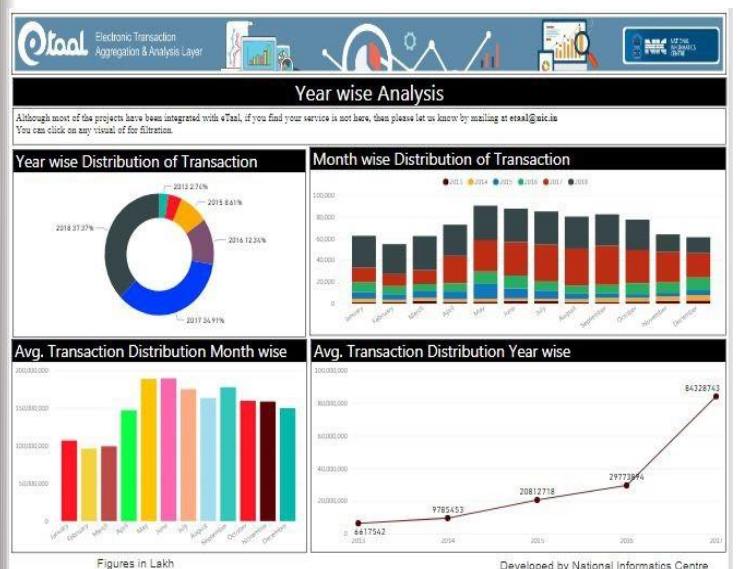 etaal
Electronic Transaction
Aggregation & Analysis Layer
NIC
NATIONAL
INFORMATICS
CENTRE
Year wise Analysis
Although most of the projects have been integrated with eTaal, if you find your service is not here, then please let us know by mailing at etaal@nic.in
You can click on any visual of for filtration.
Year wise Distribution of Transaction
2013 2.74%
2015 8.61%
2016 12.34%
2017 34.91%
2018 37.37%
Month wise Distribution of Transaction
2013 2014 2015 2016 2017 2018
100,000
80,000
60,000
40,000
20,000
0
January February March April May June July August September October November December
Avg. Transaction Distribution Month wise
200,000,000
150,000,000
100,000,000
50,000,000
0
January February March April May June July August September October November December
Figures in Lakh
Avg. Transaction Distribution Year wise
100,000,000
80,000,000
60,000,000
40,000,000
20,000,000
0
6617542
9785453
20812718
29773894
84328743
2013 2014 2015 2016 2017
Developed by National Informatics Centre